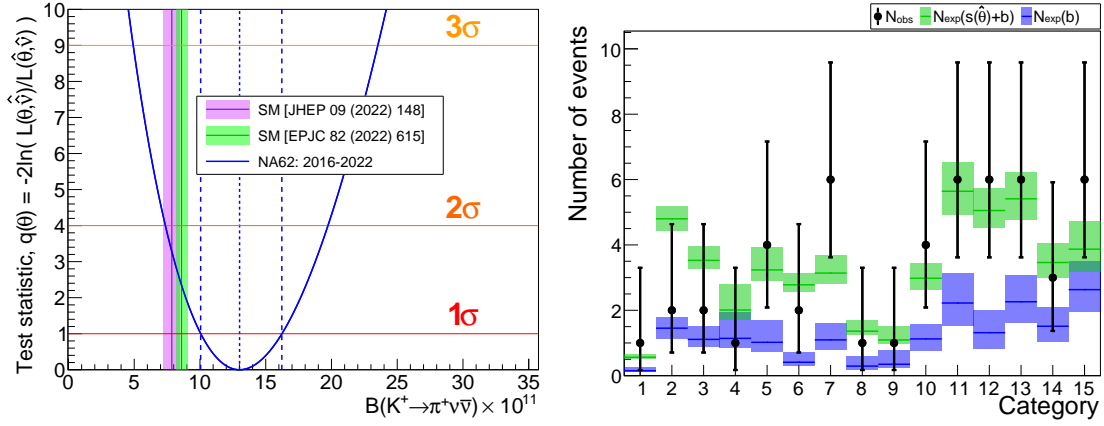 Test statistic, q(θ) = -2ln( L(θ,ν̂̂)/L(θ̂,ν̂) )
10
9
8
7
6
5
4
3
2
1
0
3σ
2σ
1σ
SM [JHEP 09 (2022) 148]
SM [EPJC 82 (2022) 615]
NA62: 2016-2022
0 5 10 15 20 25 30 35
B(K⁺→π⁺νν̅) × 10¹¹
Nobs Nexp(s(θ̂)+b) Nexp(b)
Number of events
10
8
6
4
2
0
1 2 3 4 5 6 7 8 9 10 11 12 13 14 15
Category